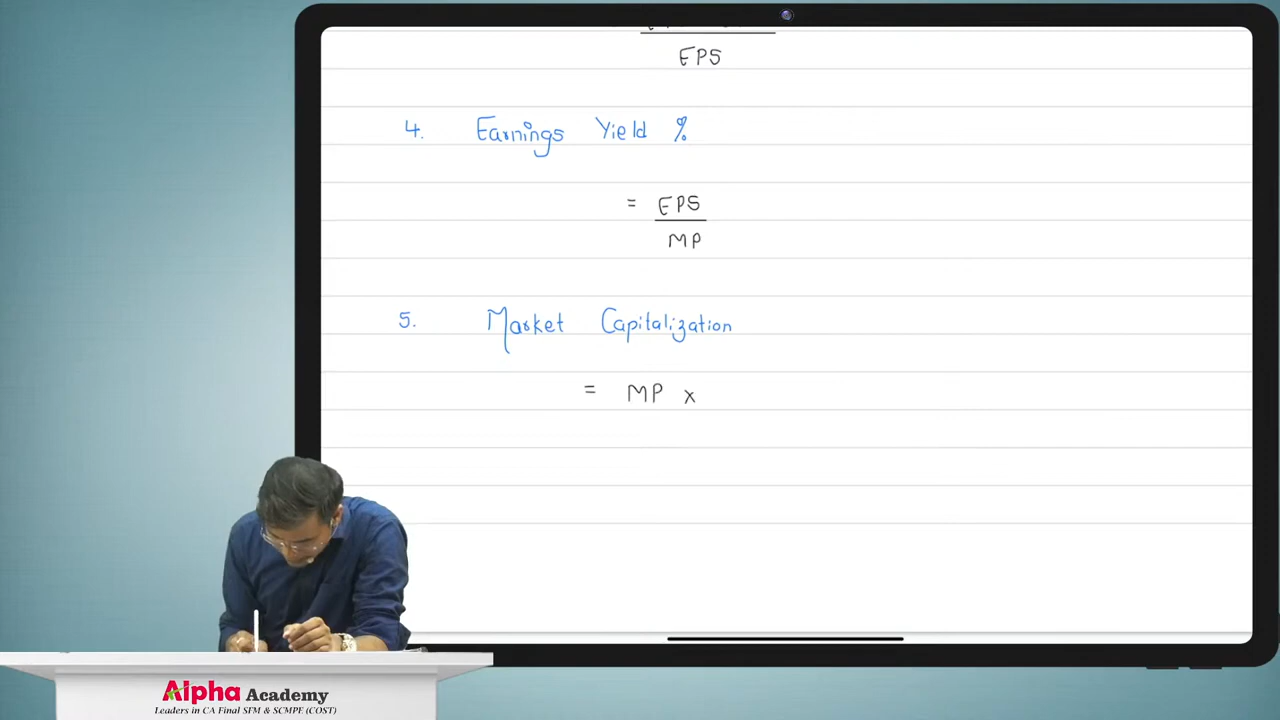 EPS
4. Earnings Yield %
= EPS
MP
5. Market Capitalization
= MP x
Alpha Academy
Leaders in CA Final SFM & SCMPE (COST)